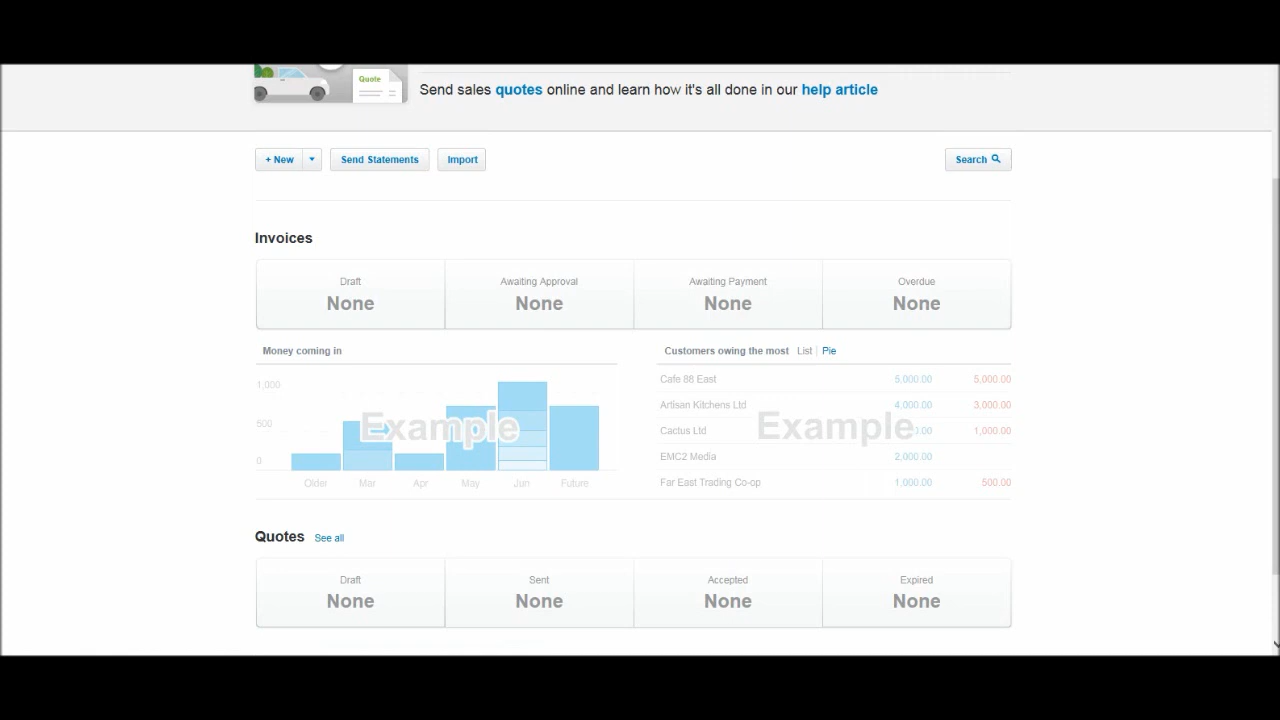 Quote
Send sales quotes online and learn how it's all done in our help article
+ New
Send Statements
Import
Search
Invoices
Draft
Awaiting Approval
Awaiting Payment
Overdue
None
None
None
None
Money coming in
Customers owing the most List Pie
1,000
500
0
Older Mar Apr May Jun Future
Example
Cafe 88 East 5,000.00 5,000.00
Artisan Kitchens Ltd 4,000.00 3,000.00
Cactus Ltd 1,000.00
EMC2 Media 2,000.00
Far East Trading Co-op 1,000.00 500.00
Example
Quotes See all
Draft
Sent
Accepted
Expired
None
None
None
None